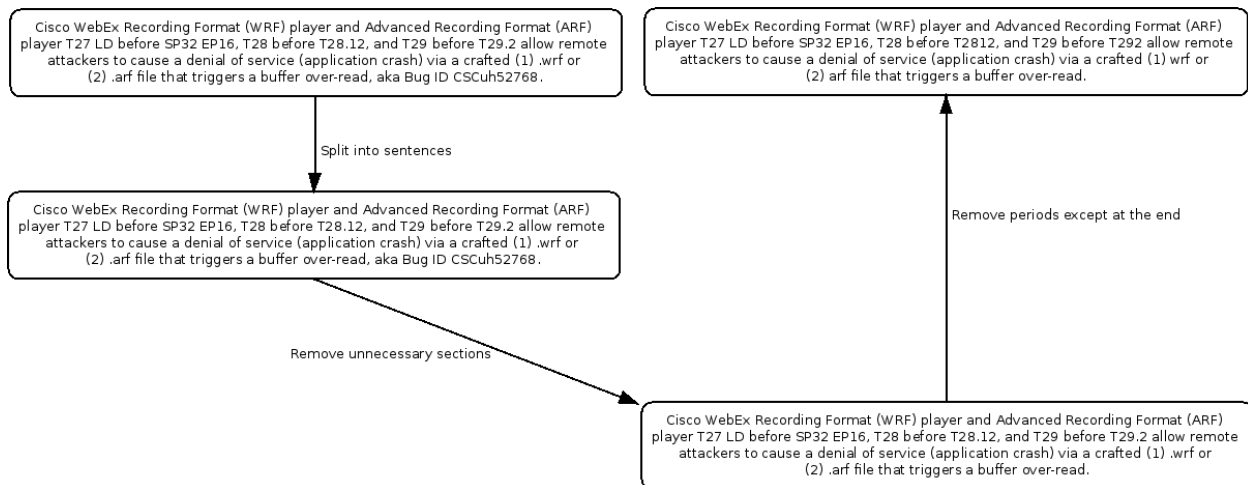 Cisco WebEx Recording Format (WRF) player and Advanced Recording Format (ARF)
player T27 LD before SP32 EP16, T28 before T28.12, and T29 before T29.2 allow remote
attackers to cause a denial of service (application crash) via a crafted (1) .wrf or
(2) .arf file that triggers a buffer over-read, aka Bug ID CSCuh52768.
Split into sentences
Cisco WebEx Recording Format (WRF) player and Advanced Recording Format (ARF)
player T27 LD before SP32 EP16, T28 before T28.12, and T29 before T29.2 allow remote
attackers to cause a denial of service (application crash) via a crafted (1) .wrf or
(2) .arf file that triggers a buffer over-read, aka Bug ID CSCuh52768.
Remove unnecessary sections
Cisco WebEx Recording Format (WRF) player and Advanced Recording Format (ARF)
player T27 LD before SP32 EP16, T28 before T28.12, and T29 before T29.2 allow remote
attackers to cause a denial of service (application crash) via a crafted (1) .wrf or
(2) .arf file that triggers a buffer over-read.
Remove periods except at the end
Cisco WebEx Recording Format (WRF) player and Advanced Recording Format (ARF)
player T27 LD before SP32 EP16, T28 before T2812, and T29 before T292 allow remote
attackers to cause a denial of service (application crash) via a crafted (1) wrf or
(2) arf file that triggers a buffer over-read.